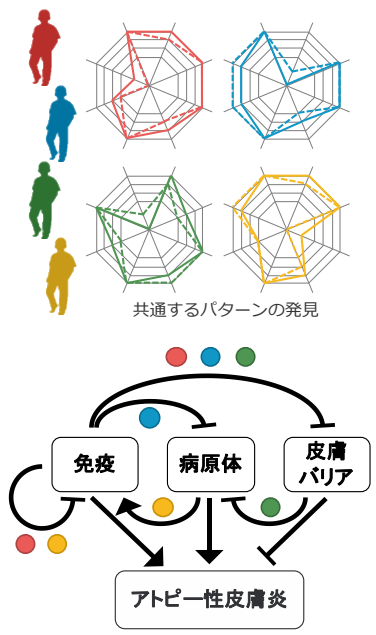 共通するパターンの発見
免疫
病原体
皮膚
バリア
アトピー性皮膚炎